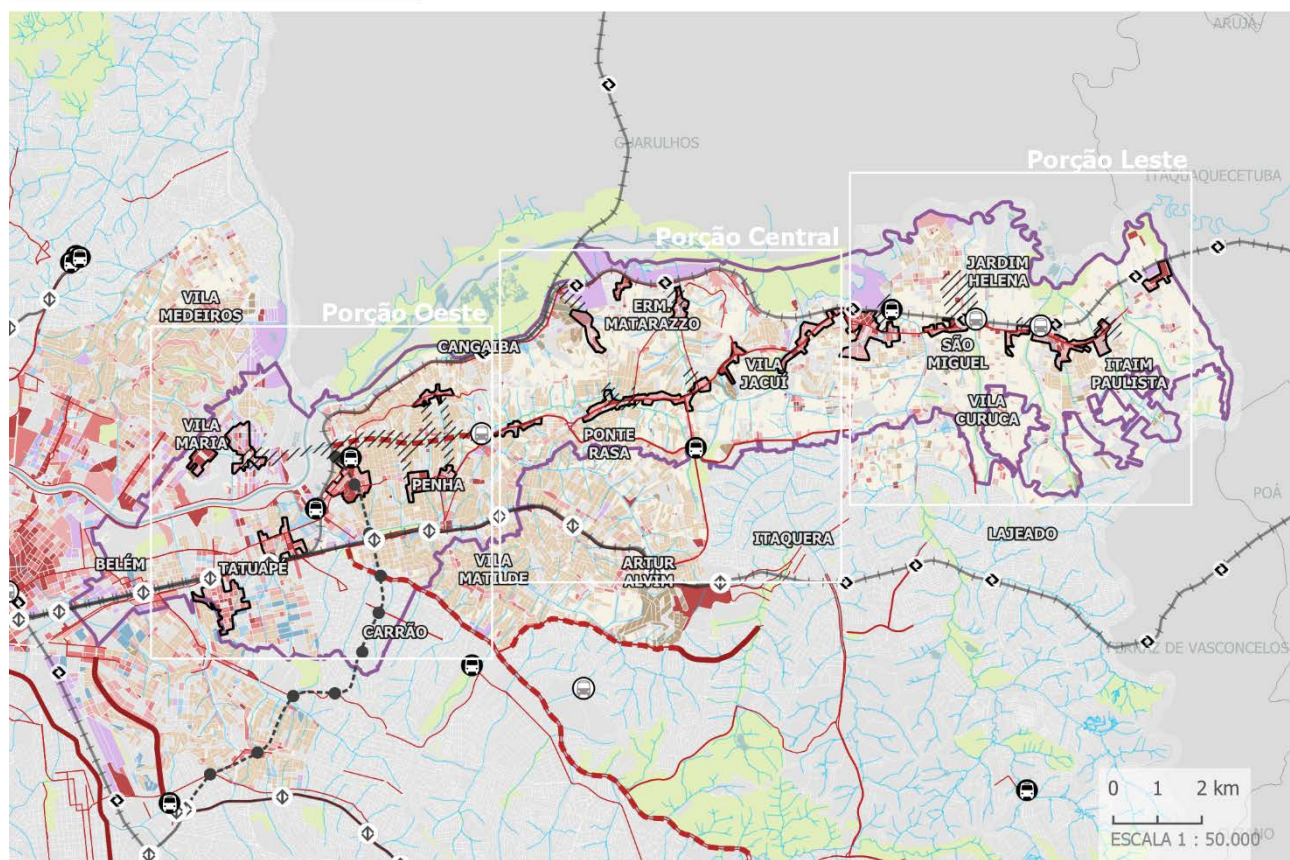 ARUJÁ
GUARULHOS
Porção Leste
ITAQUAQUECETUBA
Porção Central
JARDIM
HELENA
VILA
MEDEIROS
Porção Oeste
ERM.
MATARAZZO
CANGAIBA
SÃO
MIGUEL
VILA
JACUÍ
ITAIM
PAULISTA
VILA
MARIA
VILA
CURUCA
PONTE
RASA
PENHA
POÁ
ITAQUERA
LAJEADO
BELÉM
TATUAPÉ
VILA
MATILDE
ARTUR
ALVIM
CARRÃO
DE VASCONCELOS
0 1 2 km
ESCALA 1 : 50.000
NO